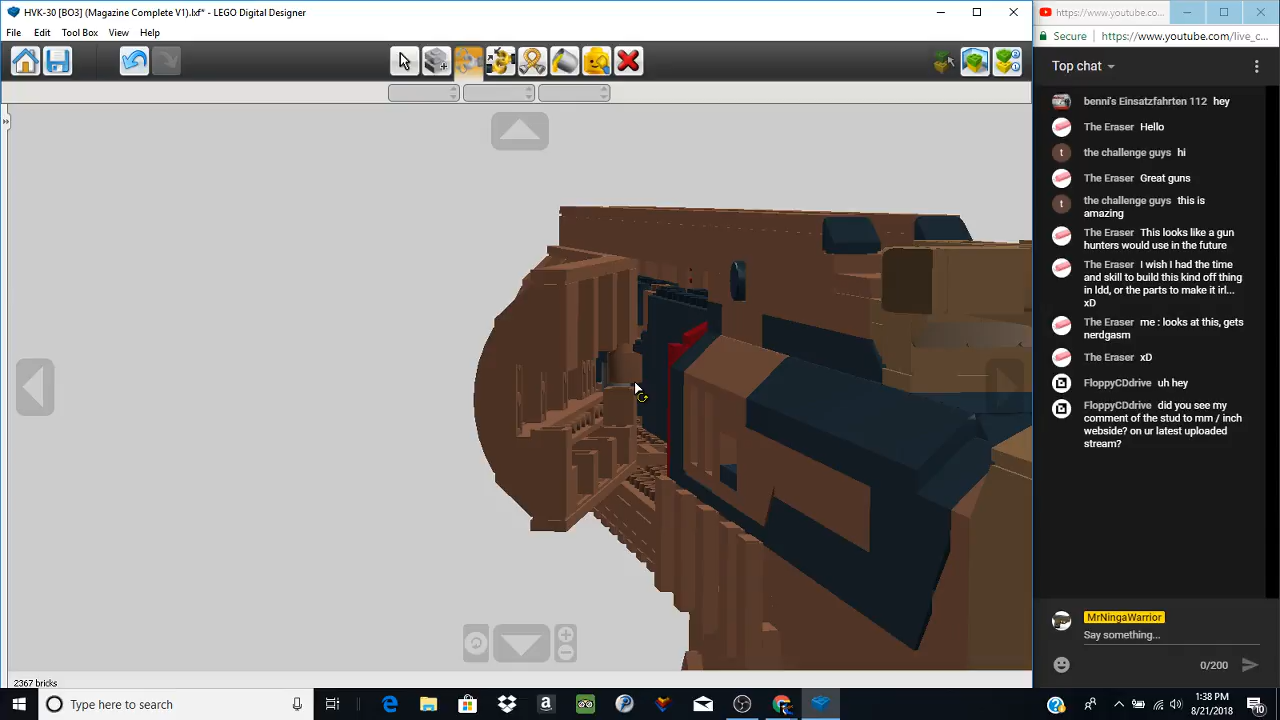 HVK-30 [BO3] (Magazine Complete V1).lxf* - LEGO Digital Designer
File Edit Tool Box View Help
2367 bricks
https://www.youtube.co...
Secure https://www.youtube.com/live_c...
Top chat
benni's Einsatzfahrten 112 hey
The Eraser Hello
t the challenge guys hi
The Eraser Great guns
t the challenge guys this is
amazing
The Eraser This looks like a gun
hunters would use in the future
The Eraser I wish I had the time
and skill to build this kind off thing
in ldd, or the parts to make it irl...
xD
The Eraser me : looks at this, gets
nerdgasm
The Eraser xD
FloppyCDdrive uh hey
FloppyCDdrive did you see my
comment of the stud to mm / inch
webside? on ur latest uploaded
stream?
MrNingaWarrior
Say something...
0/200
Type here to search
1:38 PM
8/21/2018